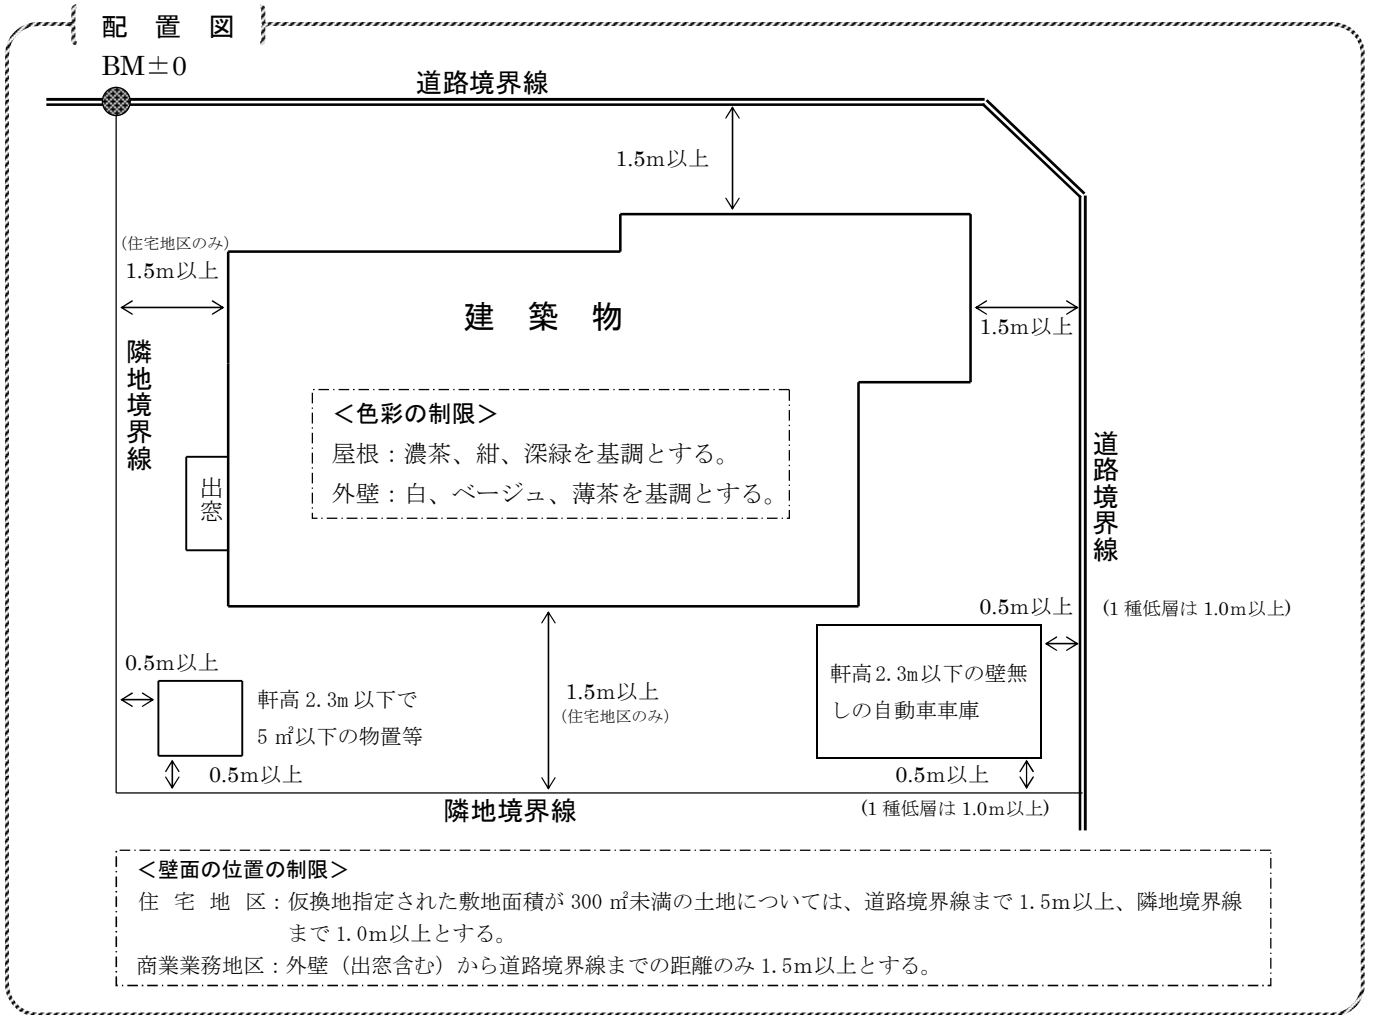 配 置 図
BM±0
道路境界線
1.5m以上
(住宅地区のみ)
1.5m以上
建 築 物
1.5m以上
隣地境界線
＜色彩の制限＞
屋根：濃茶、紺、深緑を基調とする。
外壁：白、ベージュ、薄茶を基調とする。
出窓
道路境界線
0.5m以上 (1種低層は1.0m以上)
0.5m以上
軒高2.3m以下で
5㎡以下の物置等
0.5m以上
1.5m以上
(住宅地区のみ)
軒高2.3m以下の壁無
しの自動車車庫
0.5m以上
(1種低層は1.0m以上)
隣地境界線
＜壁面の位置の制限＞
住 宅 地 区：仮換地指定された敷地面積が300㎡未満の土地については、道路境界線まで1.5m以上、隣地境界線
まで1.0m以上とする。
商業業務地区：外壁（出窓含む）から道路境界線までの距離のみ1.5m以上とする。